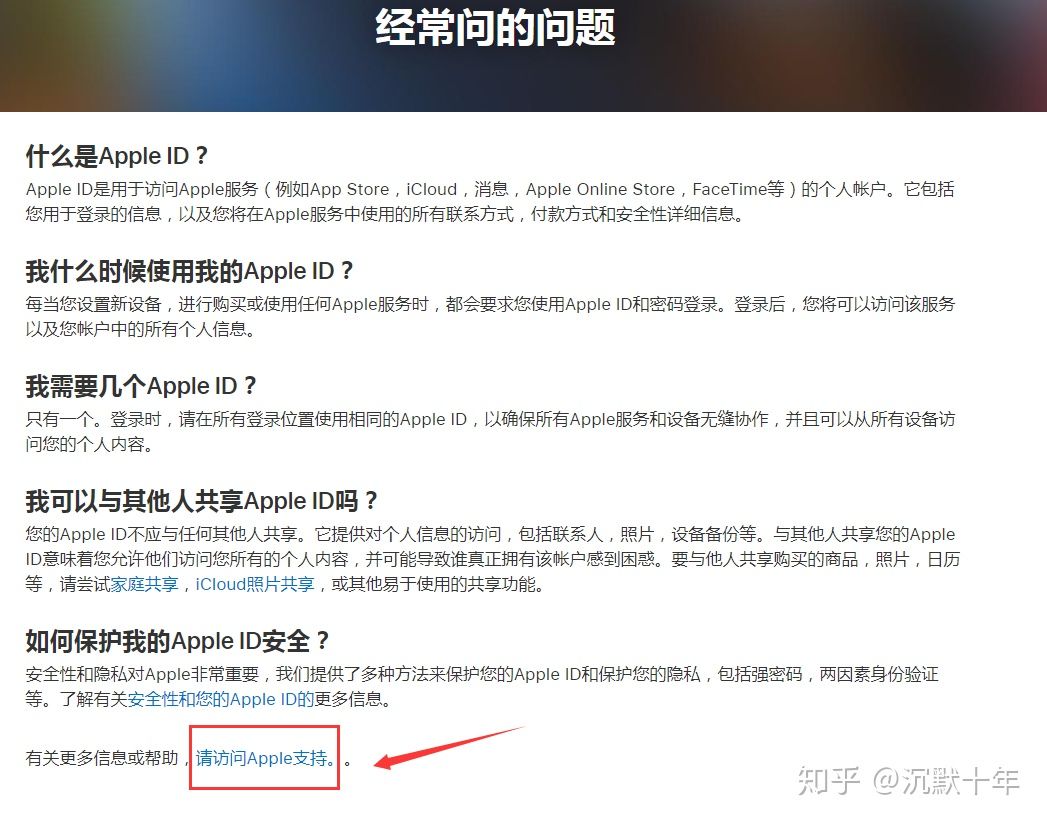 经常问的问题
什么是Apple ID？
Apple ID是用于访问Apple服务（例如App Store，iCloud，消息，Apple Online Store，FaceTime等）的个人帐户。它包括
您用于登录的信息，以及您将在Apple服务中使用的所有联系方式，付款方式和安全性详细信息。
我什么时候使用我的Apple ID？
每当您设置新设备，进行购买或使用任何Apple服务时，都会要求您使用Apple ID和密码登录。登录后，您将可以访问该服务
以及您帐户中的所有个人信息。
我需要几个Apple ID？
只有一个。登录时，请在所有登录位置使用相同的Apple ID，以确保所有Apple服务和设备无缝协作，并且可以从所有设备访
问您的个人内容。
我可以与其他人共享Apple ID吗？
您的Apple ID不应与任何其他人共享。它提供对个人信息的访问，包括联系人，照片，设备备份等。与其他人共享您的Apple
ID意味着您允许他们访问您所有的个人内容，并可能导致谁真正拥有该帐户感到困惑。要与他人共享购买的商品，照片，日历
等，请尝试家庭共享，iCloud照片共享，或其他易于使用的共享功能。
如何保护我的Apple ID安全？
安全性和隐私对Apple非常重要，我们提供了多种方法来保护您的Apple ID和保护您的隐私，包括强密码，两因素身份验证
等。了解有关安全性和您的Apple ID的更多信息。
有关更多信息或帮助，请访问Apple支持。。
知乎 @沉默十年